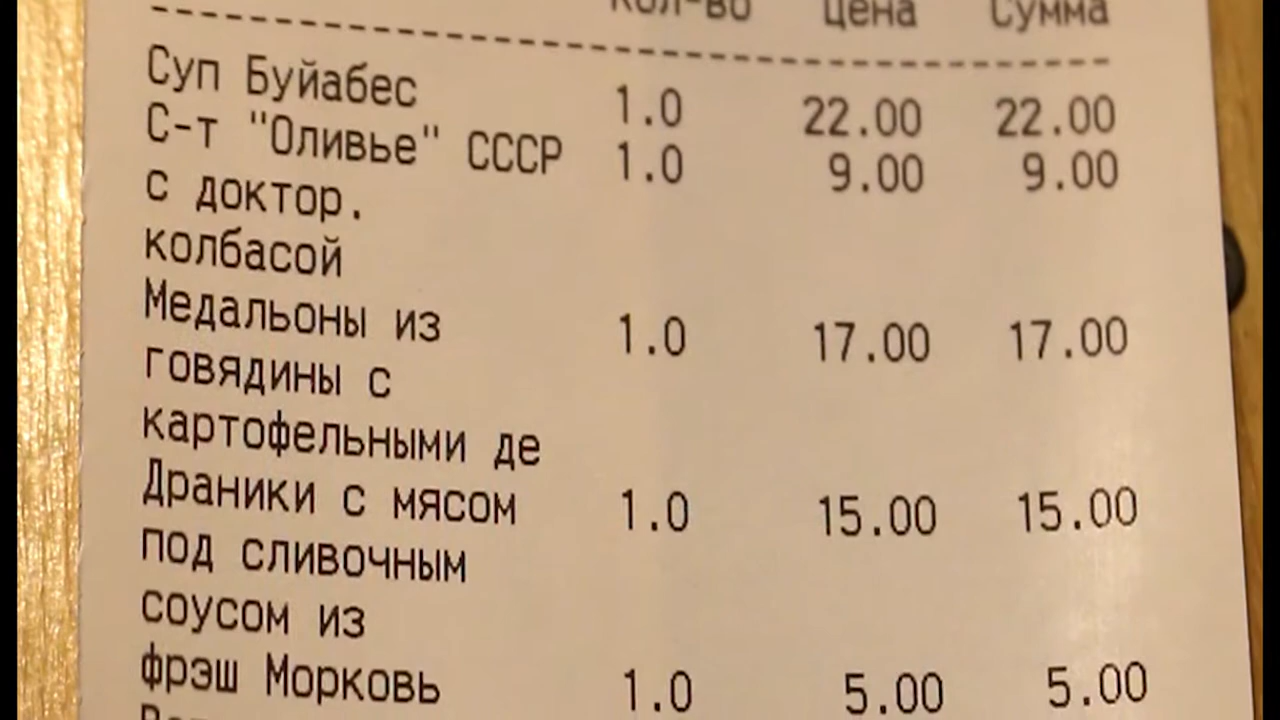 Кол-во цена Сумма
Суп Буйабес 1.0 22.00 22.00
С-т "Оливье" СССР 1.0 9.00 9.00
с доктор.
колбасой
Медальоны из 1.0 17.00 17.00
говядины с
картофельными де
Драники с мясом 1.0 15.00 15.00
под сливочным
соусом из
фрэш Морковь 1.0 5.00 5.00